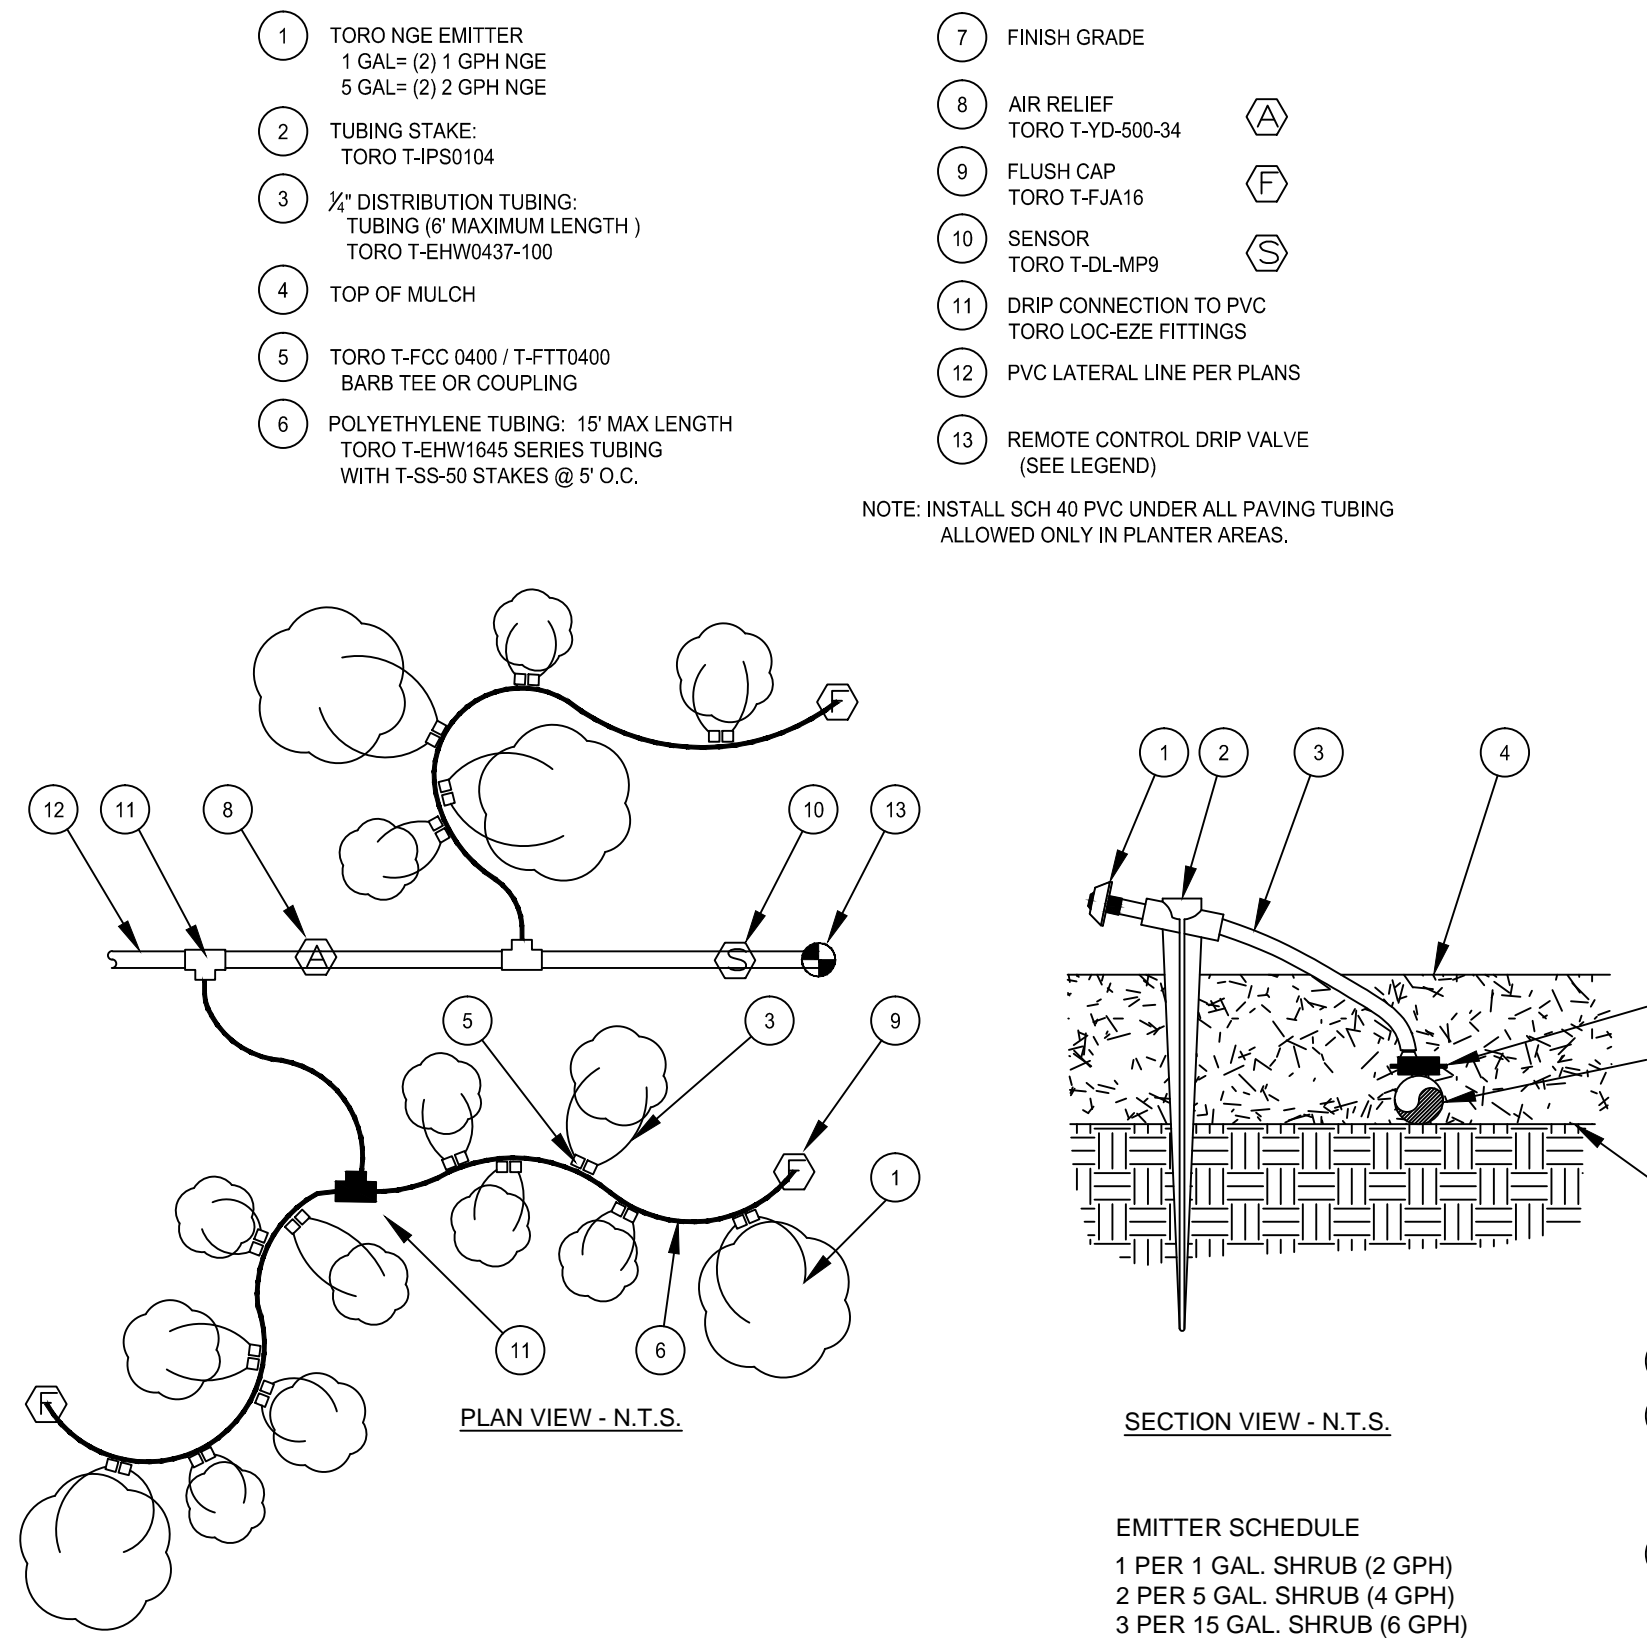 1 TORO NGE EMITTER
1 GAL= (2) 1 GPH NGE
5 GAL= (2) 2 GPH NGE
2 TUBING STAKE:
TORO T-IPS0104
3 ¼" DISTRIBUTION TUBING:
TUBING (6' MAXIMUM LENGTH )
TORO T-EHW0437-100
4 TOP OF MULCH
5 TORO T-FCC 0400 / T-FTT0400
BARB TEE OR COUPLING
6 POLYETHYLENE TUBING: 15' MAX LENGTH
TORO T-EHW1645 SERIES TUBING
WITH T-SS-50 STAKES @ 5' O.C.
7 FINISH GRADE
8 AIR RELIEF A
TORO T-YD-500-34
9 FLUSH CAP F
TORO T-FJA16
10 SENSOR S
TORO T-DL-MP9
11 DRIP CONNECTION TO PVC
TORO LOC-EZE FITTINGS
12 PVC LATERAL LINE PER PLANS
13 REMOTE CONTROL DRIP VALVE
(SEE LEGEND)
NOTE: INSTALL SCH 40 PVC UNDER ALL PAVING TUBING
ALLOWED ONLY IN PLANTER AREAS.
F
12 11 8 10 13
A S
5 3 9
F
1
11 6
F
PLAN VIEW - N.T.S.
1 2 3 4
SECTION VIEW - N.T.S.
EMITTER SCHEDULE
1 PER 1 GAL. SHRUB (2 GPH)
2 PER 5 GAL. SHRUB (4 GPH)
3 PER 15 GAL. SHRUB (6 GPH)